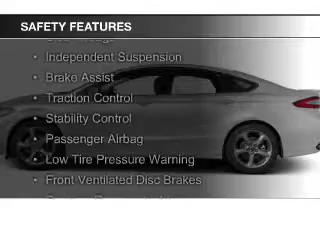 SAFETY FEATURES
• Independent Suspension
• Brake Assist
• Traction Control
• Stability Control
• Passenger Airbag
• Low Tire Pressure Warning
• Front Ventilated Disc Brakes